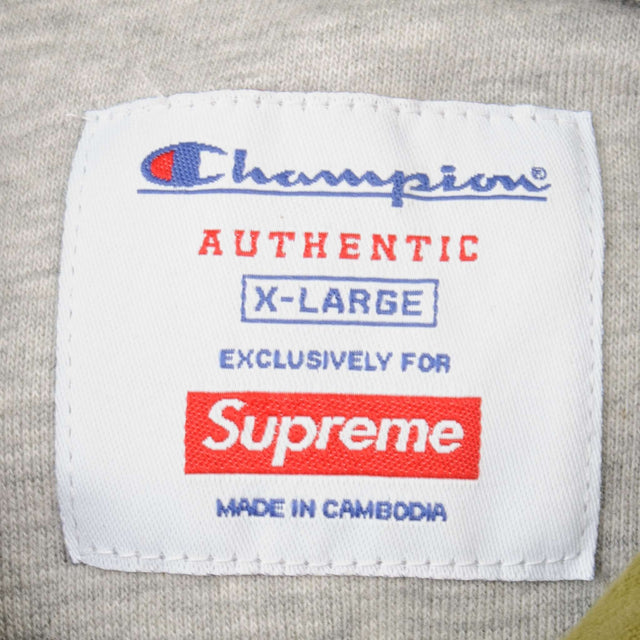 Champion®
AUTHENTIC
X-LARGE
EXCLUSIVELY FOR
Supreme
MADE IN CAMBODIA